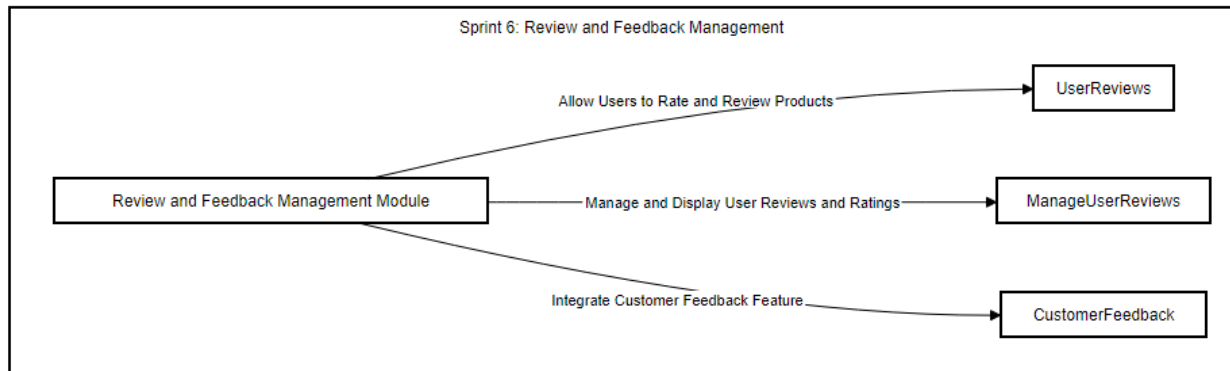 Sprint 6: Review and Feedback Management
UserReviews
Allow Users to Rate and Review Products
Review and Feedback Management Module
Manage and Display User Reviews and Ratings
ManageUserReviews
Integrate Customer Feedback Feature
CustomerFeedback